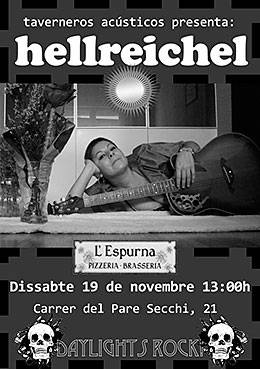 taverneros acústicos presenta:
hellreichel
L'Espurna
PIZZERIA · BRASSERIA
Dissabte 19 de novembre 13:00h
Carrer del Pare Secchi, 21
DAYLIGHTS ROCK!